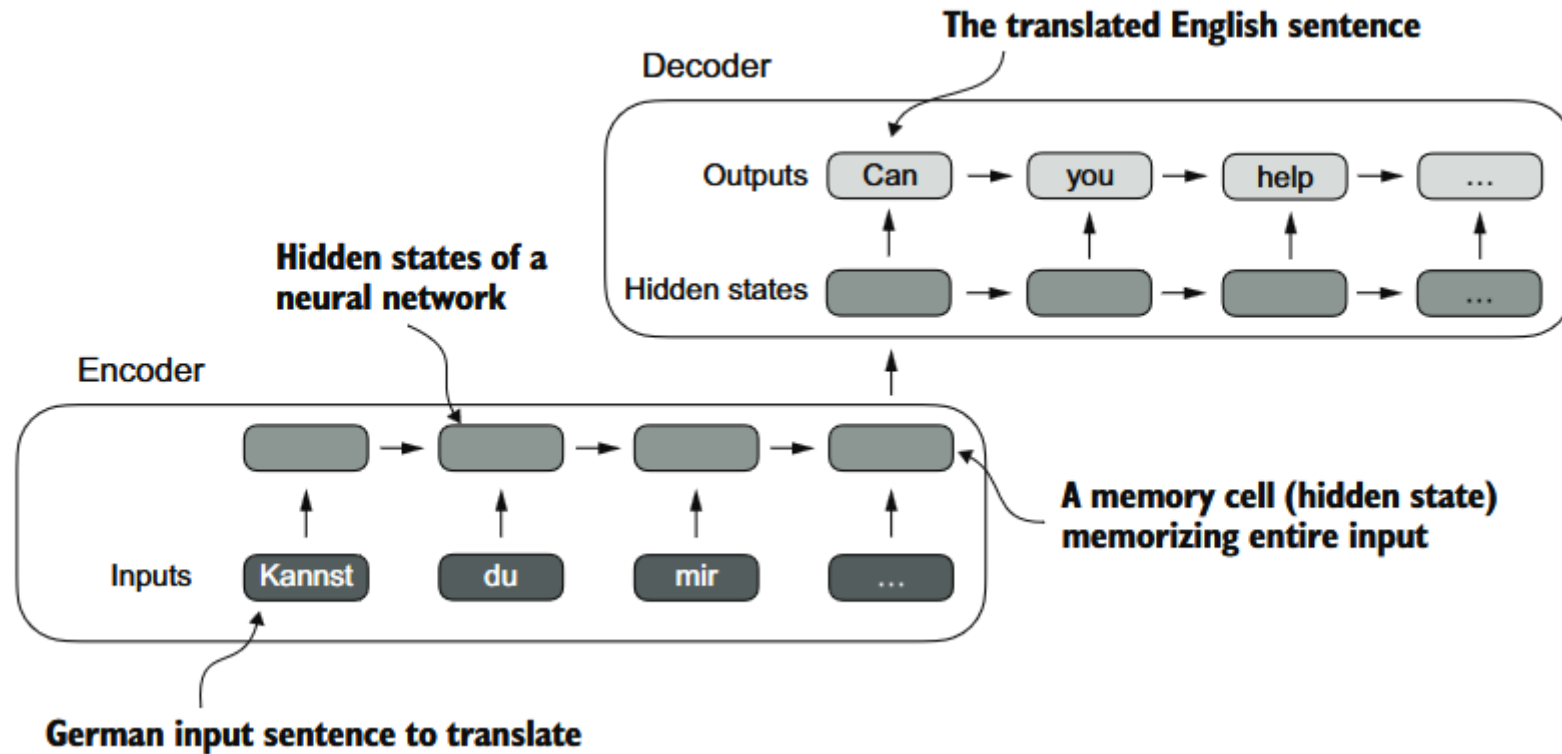 The translated English sentence
Decoder
Outputs Can you help ...
Hidden states of a
neural network
Hidden states ...
Encoder
A memory cell (hidden state)
memorizing entire input
Inputs Kannst du mir ...
German input sentence to translate